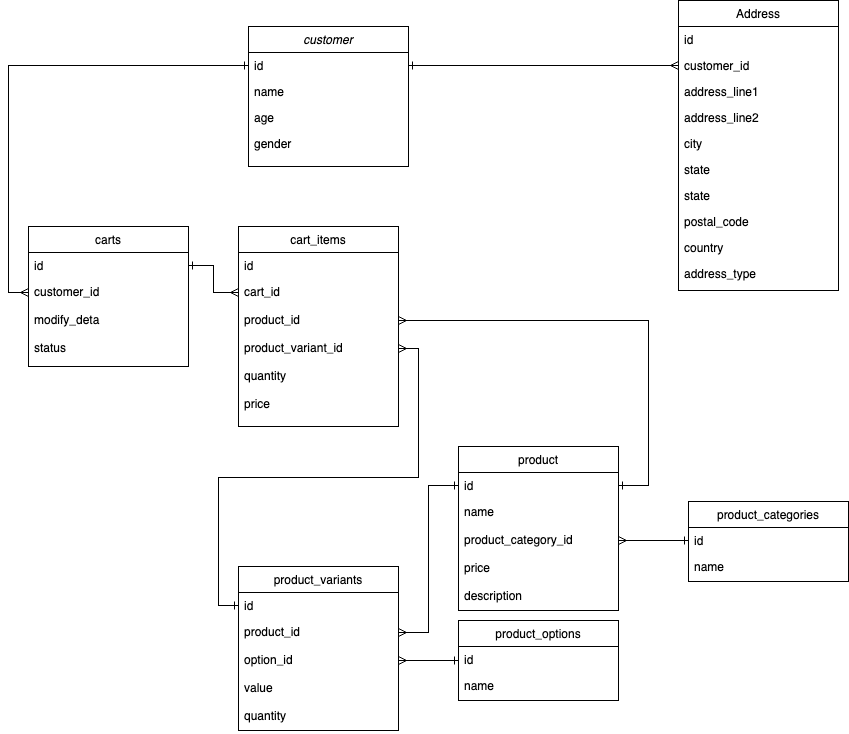 customer
id
name
age
gender
Address
id
customer_id
address_line1
address_line2
city
state
state
postal_code
country
address_type
carts
id
customer_id
modify_deta
status
cart_items
id
cart_id
product_id
product_variant_id
quantity
price
product
id
name
product_category_id
price
description
product_categories
id
name
product_variants
id
product_id
option_id
value
quantity
product_options
id
name